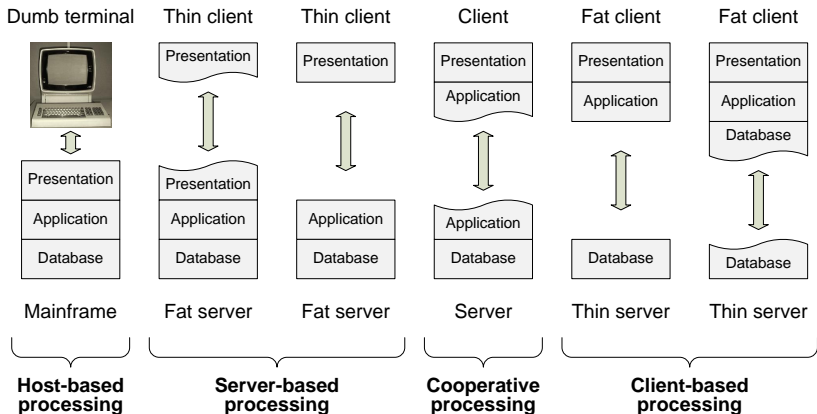 Dumb terminal
Thin client
Thin client
Client
Fat client
Fat client
Presentation
Presentation
Presentation
Application
Presentation
Application
Presentation
Application
Database
Presentation
Application
Database
Presentation
Application
Database
Application
Database
Application
Database
Database
Database
Mainframe
Fat server
Fat server
Server
Thin server
Thin server
Host-based
processing
Server-based
processing
Cooperative
processing
Client-based
processing